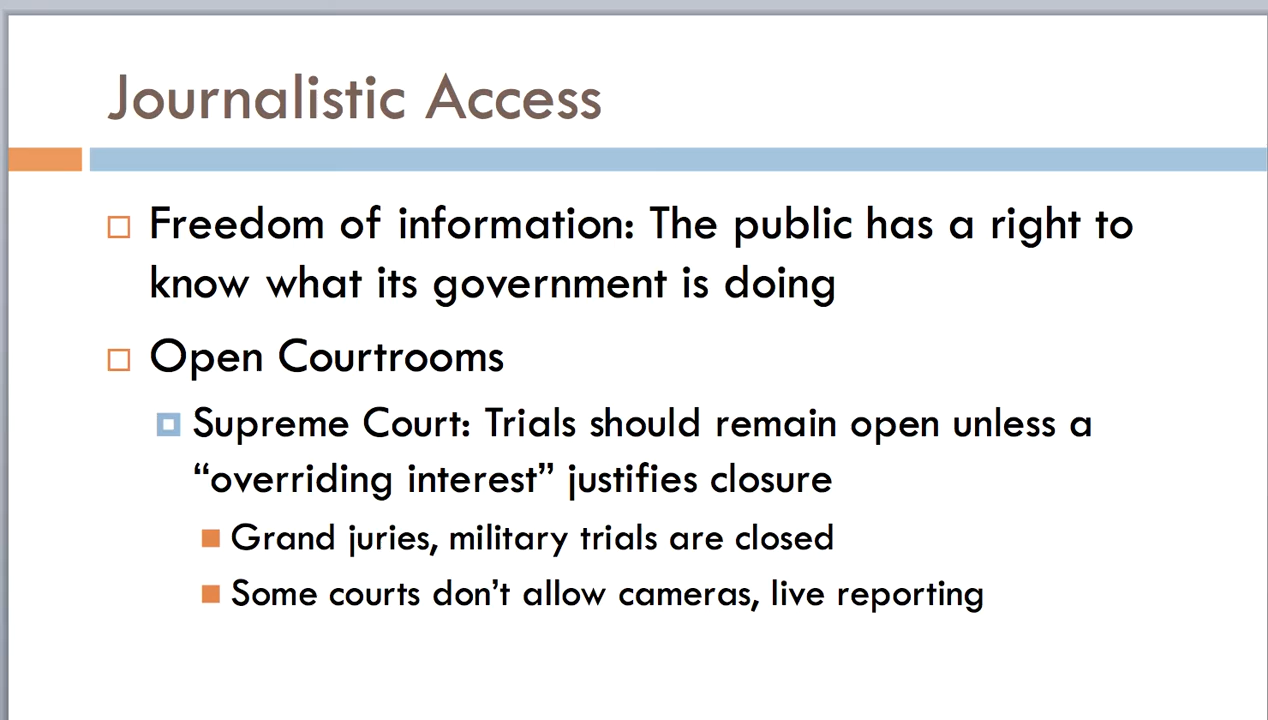 Journalistic Access
Freedom of information: The public has a right to
know what its government is doing
Open Courtrooms
Supreme Court: Trials should remain open unless a
“overriding interest” justifies closure
Grand juries, military trials are closed
Some courts don’t allow cameras, live reporting